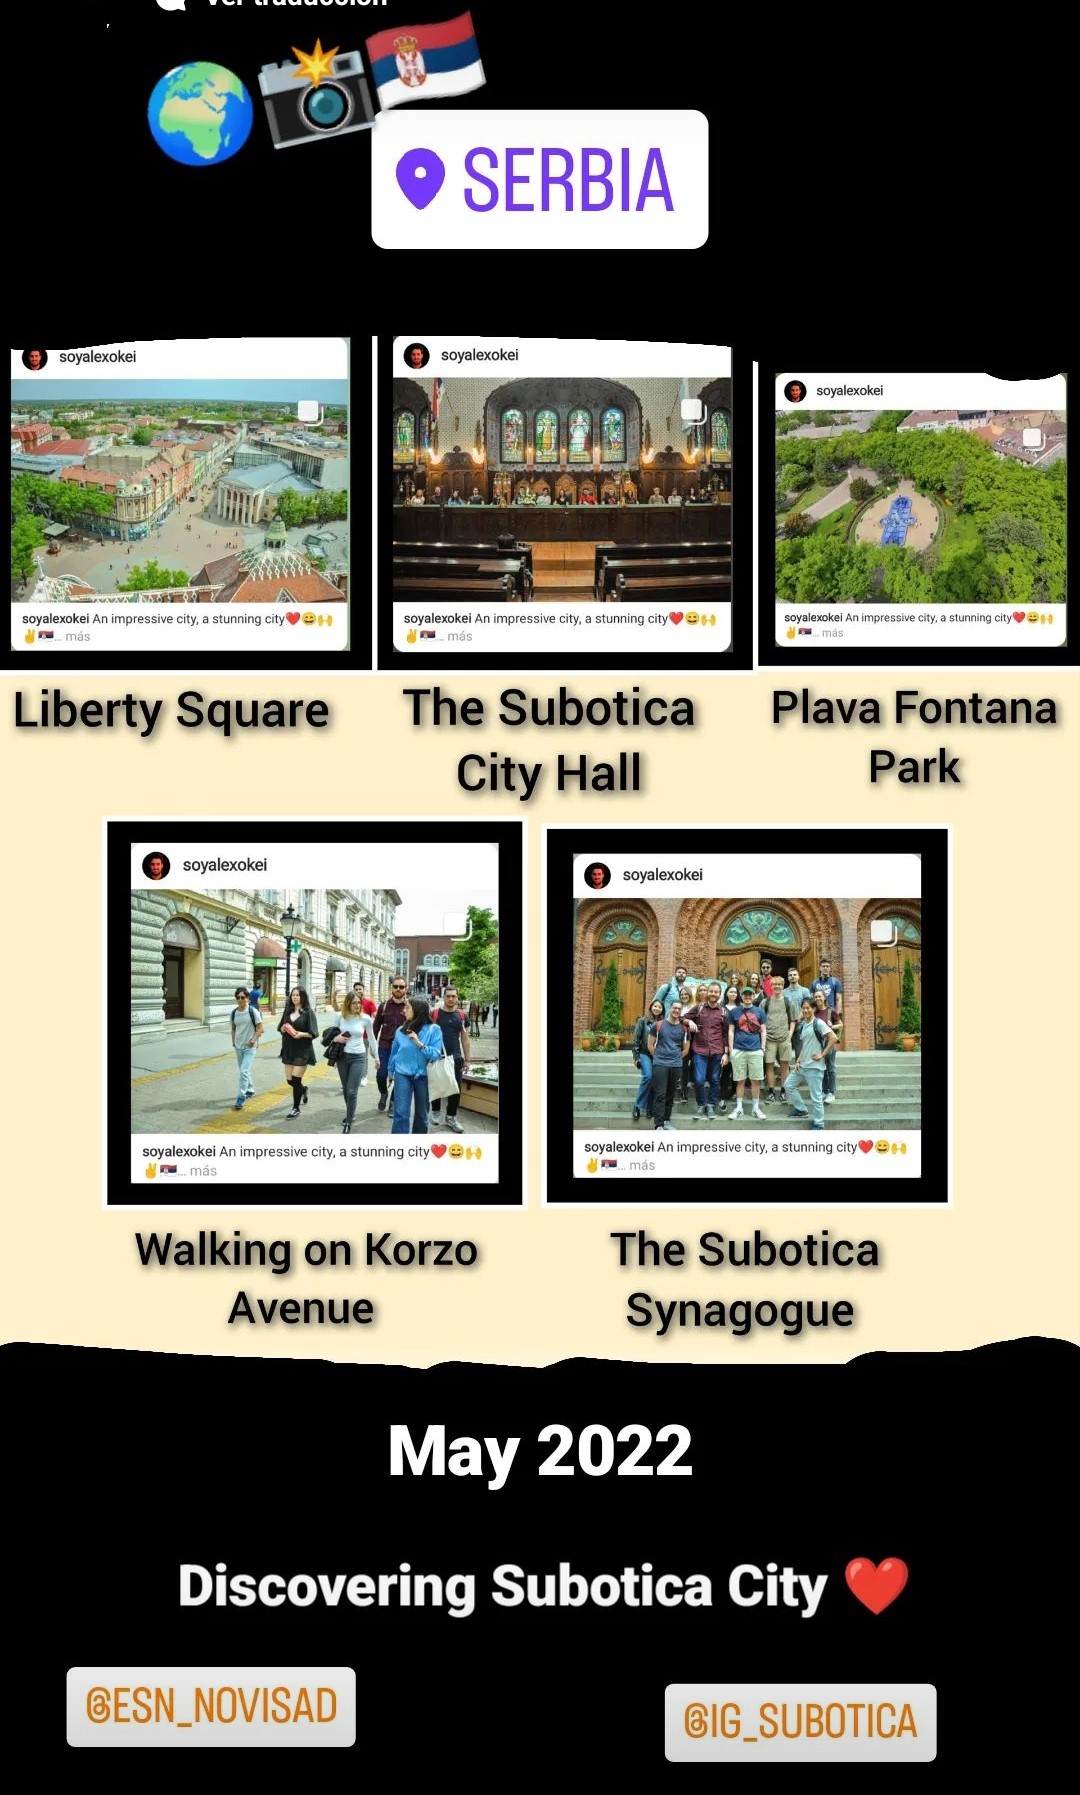 Ver traducción
SERBIA
soyalexokei
soyalexokei An impressive city, a stunning city❤️😄🙌
✌️🇷🇸... más
Liberty Square
soyalexokei
soyalexokei An impressive city, a stunning city❤️😄🙌
✌️🇷🇸... más
The Subotica
City Hall
soyalexokei
soyalexokei An impressive city, a stunning city❤️😄🙌
✌️🇷🇸... más
Plava Fontana
Park
soyalexokei
soyalexokei An impressive city, a stunning city❤️😄🙌
✌️🇷🇸... más
Walking on Korzo
Avenue
soyalexokei
soyalexokei An impressive city, a stunning city❤️😄🙌
✌️🇷🇸... más
The Subotica
Synagogue
May 2022
Discovering Subotica City ❤️
@ESN_NOVISAD
@IG_SUBOTICA